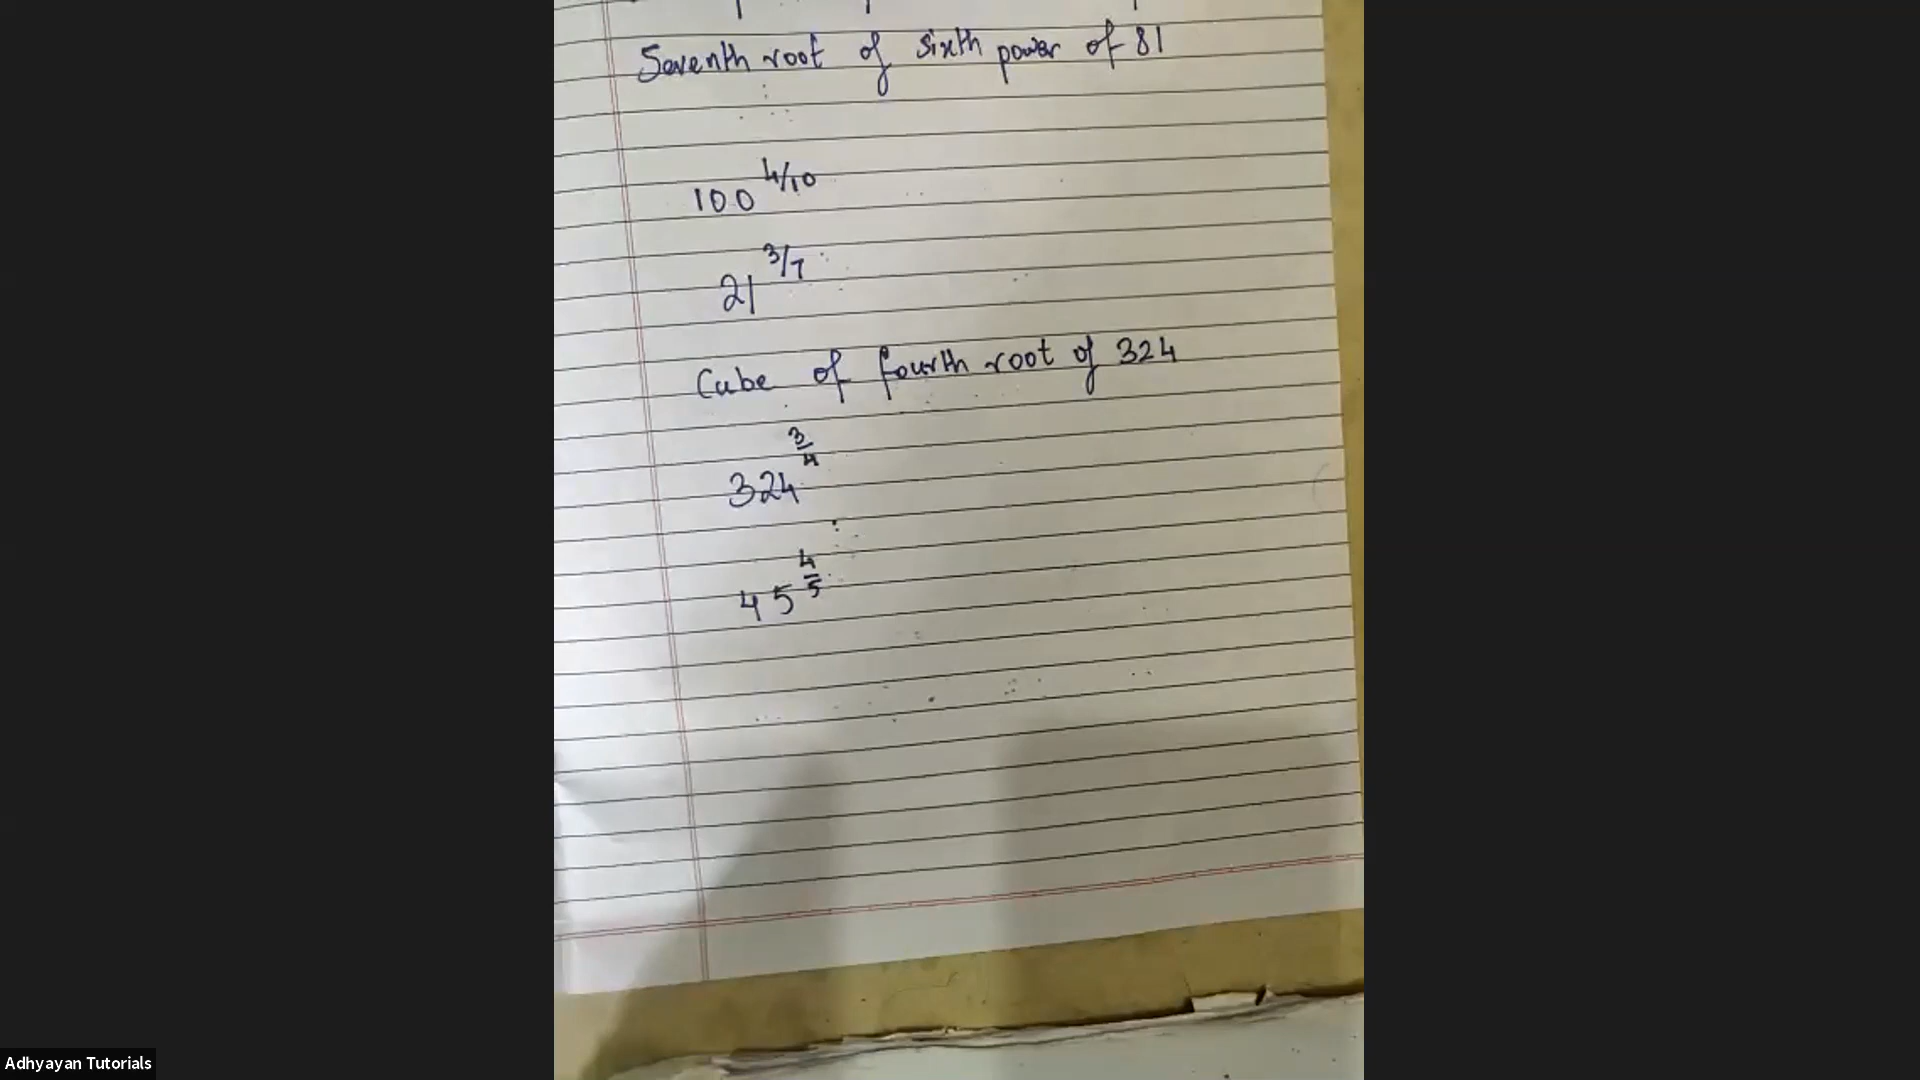 Seventh root of sixth power of 81
100^4/10
21^3/7
Cube of fourth root of 324
324^3/4
45^4/5
Adhyayan Tutorials